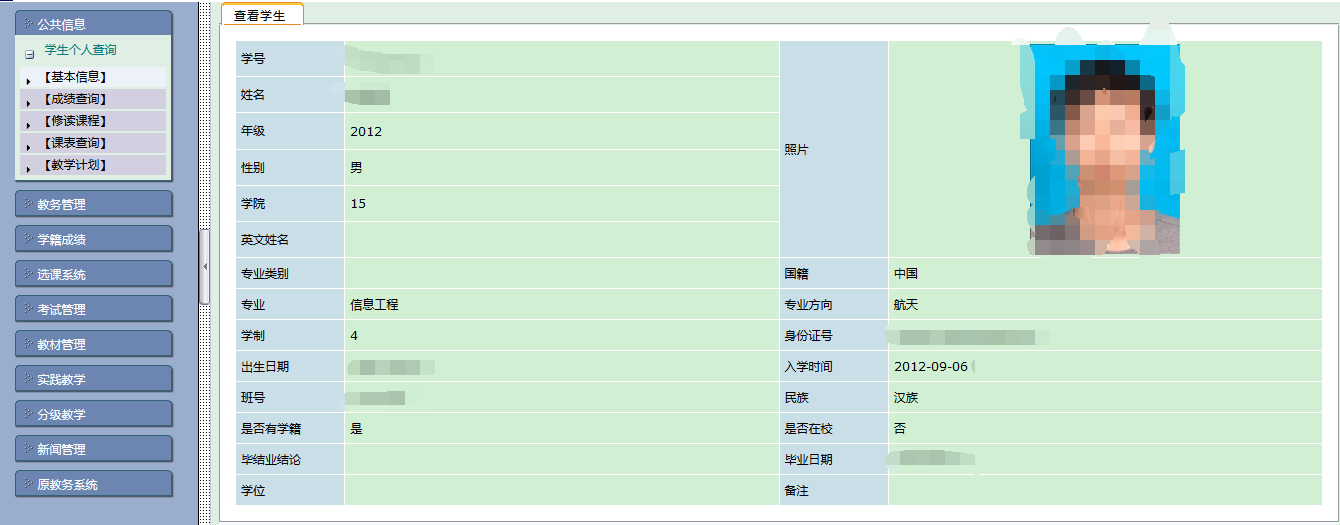 公共信息
学生个人查询
【基本信息】
【成绩查询】
【修读课程】
【课表查询】
【教学计划】
教务管理
学籍成绩
选课系统
考试管理
教材管理
实践教学
分级教学
新闻管理
原教务系统
查看学生
学号
姓名
年级 2012
性别 男
学院 15
英文姓名
照片
专业类别 国籍 中国
专业 信息工程 专业方向 航天
学制 4 身份证号
出生日期 入学时间 2012-09-06
班号 民族 汉族
是否有学籍 是 是否在校 否
毕结业结论 毕业日期
学位 备注